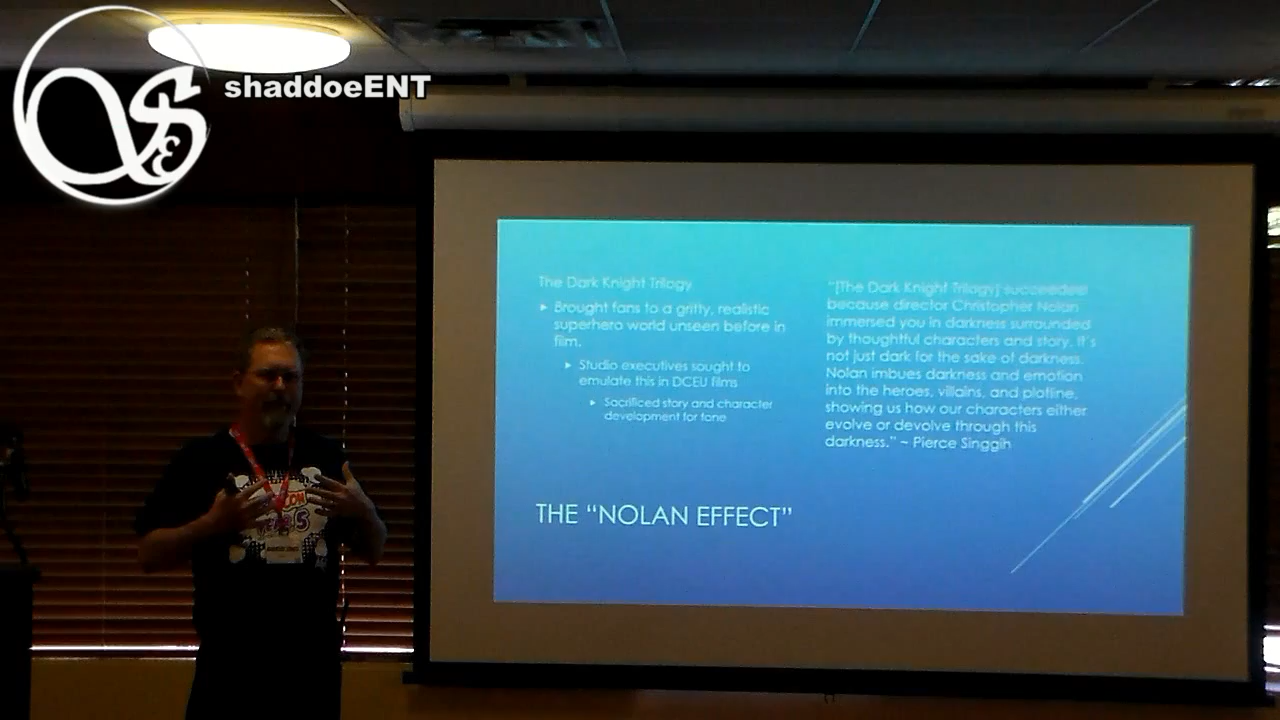 shaddoeENT
The Dark Knight Trilogy
Brought fans to a gritty, realistic
superhero world unseen before in
film.
Studio executives sought to
emulate this in DCEU films
Sacrificed story and character
development for tone
"[The Dark Knight Trilogy] succeeded
because director Christopher Nolan
immersed you in darkness surrounded
by thoughtful characters and story. It's
not just dark for the sake of darkness.
Nolan imbues darkness and emotion
into the heroes, villains, and plotline,
showing us how our characters either
evolve or devolve through this
darkness." ~ Pierce Singgih
THE "NOLAN EFFECT"
CON
YEAR 5